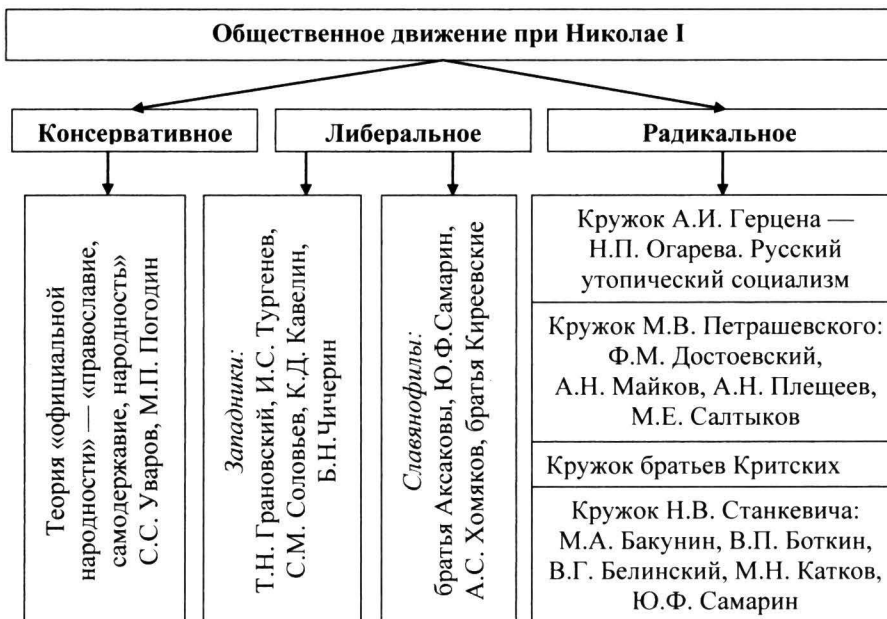 Общественное движение при Николае I
Консервативное
Либеральное
Радикальное
Теория «официальной
народности» — «православие,
самодержавие, народность»
С.С. Уваров, М.П. Погодин
Западники:
Т.Н. Грановский, И.С. Тургенев,
С.М. Соловьев, К.Д. Кавелин,
Б.Н.Чичерин
Славянофилы:
братья Аксаковы, Ю.Ф.Самарин,
А.С. Хомяков, братья Киреевские
Кружок А.И. Герцена —
Н.П. Огарева. Русский
утопический социализм
Кружок М.В. Петрашевского:
Ф.М. Достоевский,
А.Н. Майков, А.Н. Плещеев,
М.Е. Салтыков
Кружок братьев Критских
Кружок Н.В. Станкевича:
М.А. Бакунин, В.П. Боткин,
В.Г. Белинский, М.Н. Катков,
Ю.Ф. Самарин